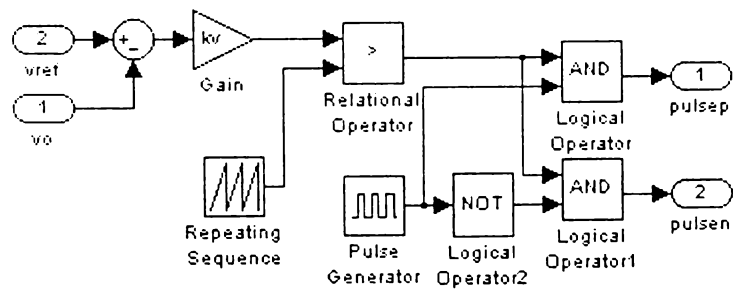 2
vref
1
vo
+
-
kv
Gain
Repeating
Sequence
>
Relational
Operator
Pulse
Generator
NOT
Logical
Operator2
AND
Logical
Operator
AND
Logical
Operator1
1
pulsep
2
pulsen